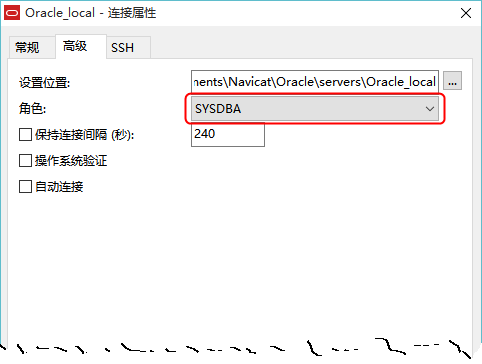 Oracle_local - 连接属性
常规 高级 SSH
设置位置: nents\Navicat\Oracle\servers\Oracle_local ...
角色: SYSDBA
保持连接间隔 (秒): 240
操作系统验证
自动连接